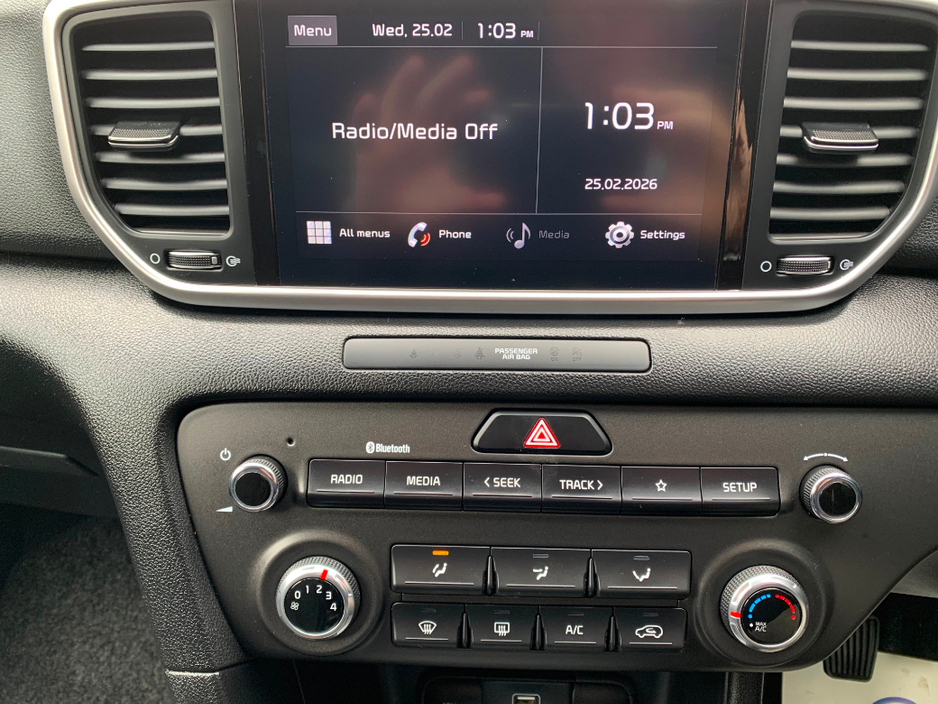 Menu Wed, 25.02 1:03 PM
Radio/Media Off
1:03 PM
25.02.2026
All menus Phone Media Settings
PASSENGER
AIR BAG
Bluetooth
RADIO MEDIA < SEEK TRACK > SETUP
0 1 2 3 4
A/C
MAX
A/C